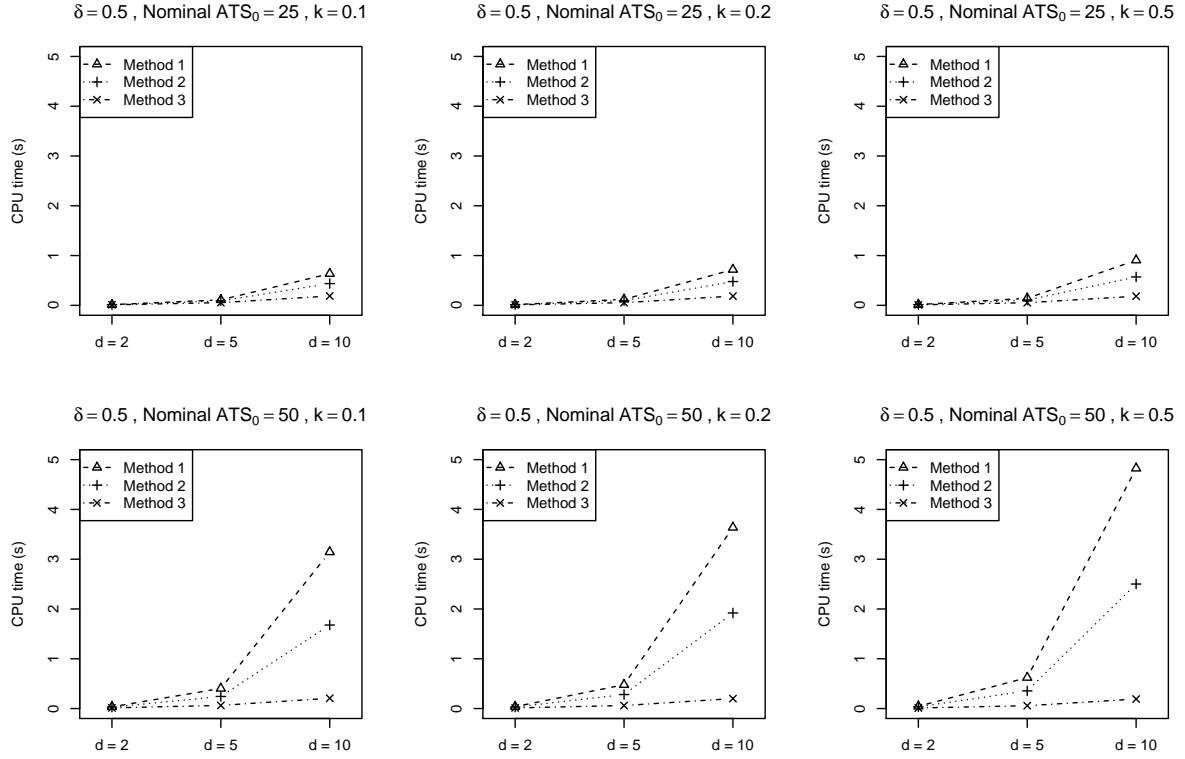 δ = 0.5 , Nominal ATS₀ = 25 , k = 0.1
Method 1
Method 2
Method 3
CPU time (s)
0
1
2
3
4
5
d = 2
d = 5
d = 10
δ = 0.5 , Nominal ATS₀ = 25 , k = 0.2
Method 1
Method 2
Method 3
CPU time (s)
0
1
2
3
4
5
d = 2
d = 5
d = 10
δ = 0.5 , Nominal ATS₀ = 25 , k = 0.5
Method 1
Method 2
Method 3
CPU time (s)
0
1
2
3
4
5
d = 2
d = 5
d = 10
δ = 0.5 , Nominal ATS₀ = 50 , k = 0.1
Method 1
Method 2
Method 3
CPU time (s)
0
1
2
3
4
5
d = 2
d = 5
d = 10
δ = 0.5 , Nominal ATS₀ = 50 , k = 0.2
Method 1
Method 2
Method 3
CPU time (s)
0
1
2
3
4
5
d = 2
d = 5
d = 10
δ = 0.5 , Nominal ATS₀ = 50 , k = 0.5
Method 1
Method 2
Method 3
CPU time (s)
0
1
2
3
4
5
d = 2
d = 5
d = 10